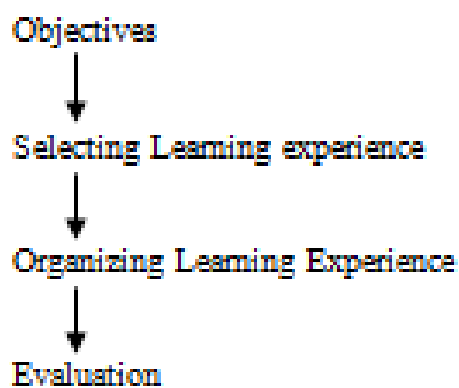 Objectives
Selecting Learning experience
Organizing Learning Experience
Evaluation